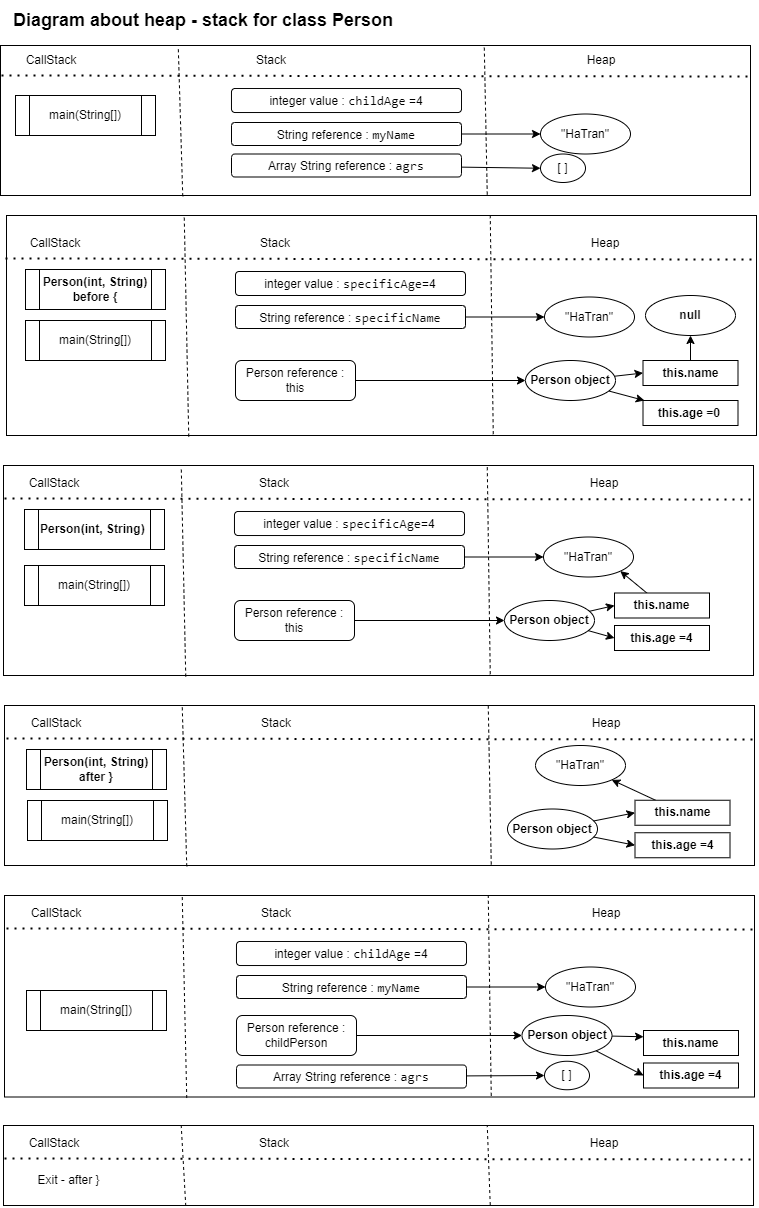 Diagram about heap - stack for class Person
CallStack
Stack
Heap
main(String[])
integer value : childAge =4
String reference : myName
"HaTran"
Array String reference : agrs
[ ]
CallStack
Stack
Heap
Person(int, String)
before {
main(String[])
integer value : specificAge=4
String reference : specificName
"HaTran"
null
Person reference :
this
Person object
this.name
this.age =0
CallStack
Stack
Heap
Person(int, String)
main(String[])
integer value : specificAge=4
String reference : specificName
"HaTran"
Person reference :
this
Person object
this.name
this.age =4
CallStack
Stack
Heap
Person(int, String)
after }
main(String[])
"HaTran"
Person object
this.name
this.age =4
CallStack
Stack
Heap
main(String[])
integer value : childAge =4
String reference : myName
"HaTran"
Person reference :
childPerson
Person object
this.name
this.age =4
Array String reference : agrs
[ ]
CallStack
Stack
Heap
Exit - after }